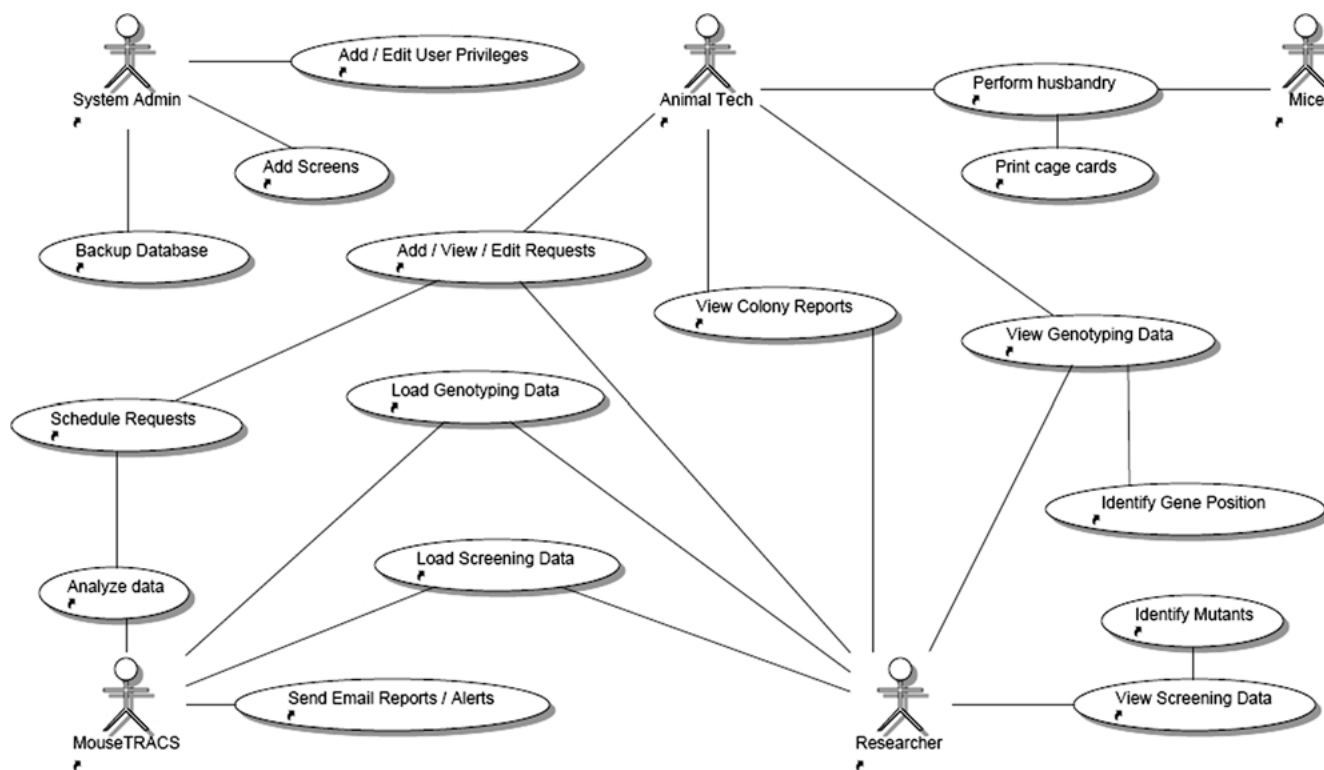 Add / Edit User Privileges
System Admin
Animal Tech
Perform husbandry
Mice
Add Screens
Print cage cards
Backup Database
Add / View / Edit Requests
View Colony Reports
View Genotyping Data
Load Genotyping Data
Schedule Requests
Identify Gene Position
Load Screening Data
Analyze data
Identify Mutants
Send Email Reports / Alerts
View Screening Data
MouseTRACS
Researcher